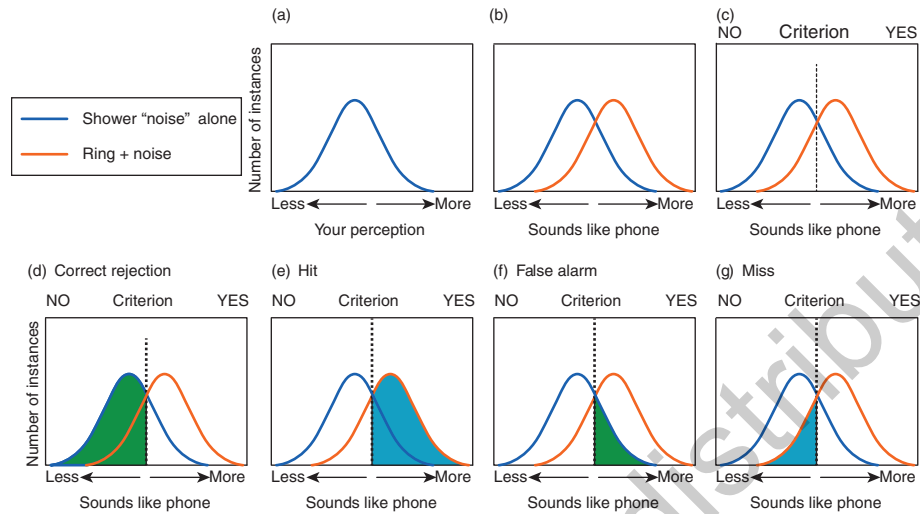 (a)
(b)
(c)
NO Criterion YES
Shower “noise” alone
Ring + noise
Number of instances
Less More
Your perception
Less More
Sounds like phone
Less More
Sounds like phone
(d) Correct rejection
(e) Hit
(f) False alarm
(g) Miss
NO Criterion YES
NO Criterion YES
NO Criterion YES
NO Criterion YES
Number of instances
Less More
Sounds like phone
Less More
Sounds like phone
Less More
Sounds like phone
Less More
Sounds like phone
distribut